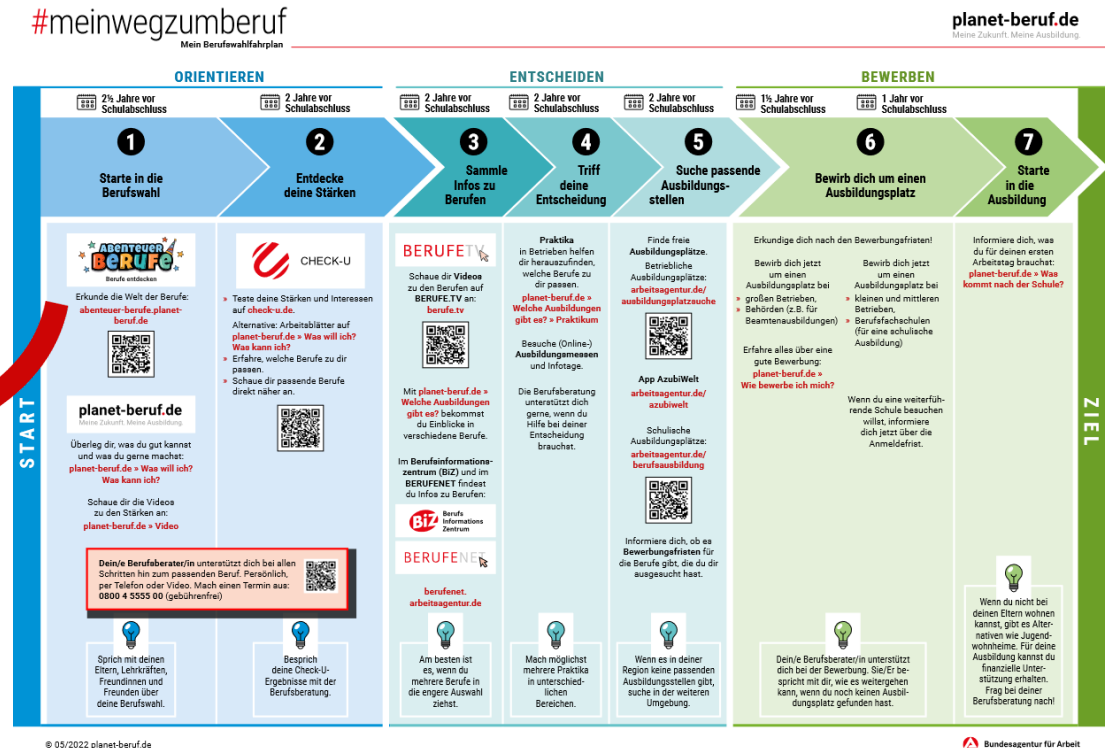 #meinwegzumberuf
Mein Berufswahlfahrplan
planet-beruf.de
Meine Zukunft. Meine Ausbildung.
ORIENTIEREN
ENTSCHEIDEN
BEWERBEN
2½ Jahre vor
Schulabschluss
2 Jahre vor
Schulabschluss
2 Jahre vor
Schulabschluss
2 Jahre vor
Schulabschluss
2 Jahre vor
Schulabschluss
1½ Jahre vor
Schulabschluss
1 Jahr vor
Schulabschluss
START
1
Starte in die
Berufswahl
2
Entdecke
deine Stärken
3
Sammle
Infos zu
Berufen
4
Triff
deine
Entscheidung
5
Suche passende
Ausbildungs-
stellen
6
Bewirb dich um einen
Ausbildungsplatz
7
Starte
in die
Ausbildung
ABENTEUER
BERUFE
Berufe entdecken
Erkunde die Welt der Berufe:
abenteuer-berufe.planet-
beruf.de
planet-beruf.de
Meine Zukunft. Meine Ausbildung.
Überleg dir, was du gut kannst
und was du gerne machst:
planet-beruf.de » Was will ich?
Was kann ich?
Schaue dir die Videos
zu den Stärken an:
planet-beruf.de » Video
CHECK-U
» Teste deine Stärken und Interessen
auf check-u.de.
Alternative: Arbeitsblätter auf
planet-beruf.de » Was will ich?
Was kann ich?
» Erfahre, welche Berufe zu dir
passen.
» Schaue dir passende Berufe
direkt näher an.
Dein/e Berufsberater/in unterstützt dich bei allen
Schritten hin zum passenden Beruf. Persönlich,
per Telefon oder Video. Mach einen Termin aus:
0800 4 5555 00 (gebührenfrei)
Sprich mit deinen
Eltern, Lehrkräften,
Freundinnen und
Freunden über
deine Berufswahl.
Besprich
deine Check-U-
Ergebnisse mit der
Berufsberatung.
BERUFETV
Schaue dir Videos
zu den Berufen auf
BERUFE.TV an:
berufe.tv
Mit planet-beruf.de »
Welche Ausbildungen
gibt es? bekommst
du Einblicke in
verschiedene Berufe.
Im Berufsinformations-
zentrum (BiZ) und im
BERUFENET findest
du Infos zu Berufen:
BiZ
Berufs
Informations
Zentrum
BERUFENET
berufenet.
arbeitsagentur.de
Am besten ist
es, wenn du
mehrere Berufe in
die engere Auswahl
ziehst.
Praktika
in Betrieben helfen
dir herauszufinden,
welche Berufe zu
dir passen.
planet-beruf.de »
Welche Ausbildungen
gibt es? » Praktikum
Besuche (Online-)
Ausbildungsmessen
und Infotage.
Die Berufsberatung
unterstützt dich
gerne, wenn du
Hilfe bei deiner
Entscheidung
brauchst.
Mach möglichst
mehrere Praktika
in unterschied-
lichen
Bereichen.
Finde freie
Ausbildungsplätze.
Betriebliche
Ausbildungsplätze:
arbeitsagentur.de/
ausbildungsplatzsuche
App AzubiWelt
arbeitsagentur.de/
azubiwelt
Schulische
Ausbildungsplätze:
arbeitsagentur.de/
berufsausbildung
Informiere dich, ob es
Bewerbungsfristen für
die Berufe gibt, die du dir
ausgesucht hast.
Wenn es in deiner
Region keine passenden
Ausbildungsstellen gibt,
suche in der weiteren
Umgebung.
Erkundige dich nach den Bewerbungsfristen!
Bewirb dich jetzt
um einen
Ausbildungsplatz bei
» großen Betrieben,
» Behörden (z.B. für
Beamtenausbildungen)
Erfahre alles über eine
gute Bewerbung:
planet-beruf.de »
Wie bewerbe ich mich?
Bewirb dich jetzt
um einen
Ausbildungsplatz bei
» kleinen und mittleren
Betrieben,
» Berufsfachschulen
(für eine schulische
Ausbildung)
Wenn du eine weiterfüh-
rende Schule besuchen
willst, informiere
dich jetzt über die
Anmeldefrist.
Dein/e Berufsberater/in unterstützt
dich bei der Bewerbung. Sie/Er be-
spricht mit dir, wie es weitergehen
kann, wenn du noch keinen Ausbil-
dungsplatz gefunden hast.
Informiere dich, was
du für deinen ersten
Arbeitstag brauchst:
planet-beruf.de » Was
kommt nach der Schule?
Wenn du nicht bei
deinen Eltern wohnen
kannst, gibt es Alter-
nativen wie Jugend-
wohnheime. Für deine
Ausbildung kannst du
finanzielle Unter-
stützung erhalten.
Frag bei deiner
Berufsberatung nach!
ZIEL
© 05/2022 planet-beruf.de
Bundesagentur für Arbeit